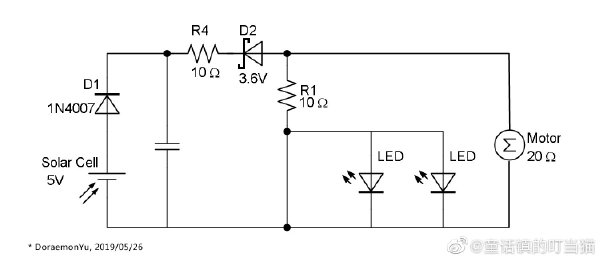 R4
D2
10 Ω
3.6V
D1
1N4007
R1
10 Ω
Solar Cell
5V
LED
LED
Σ
Motor
20 Ω
* DoraemonYu, 2019/05/26
@童话镇的叮当猫